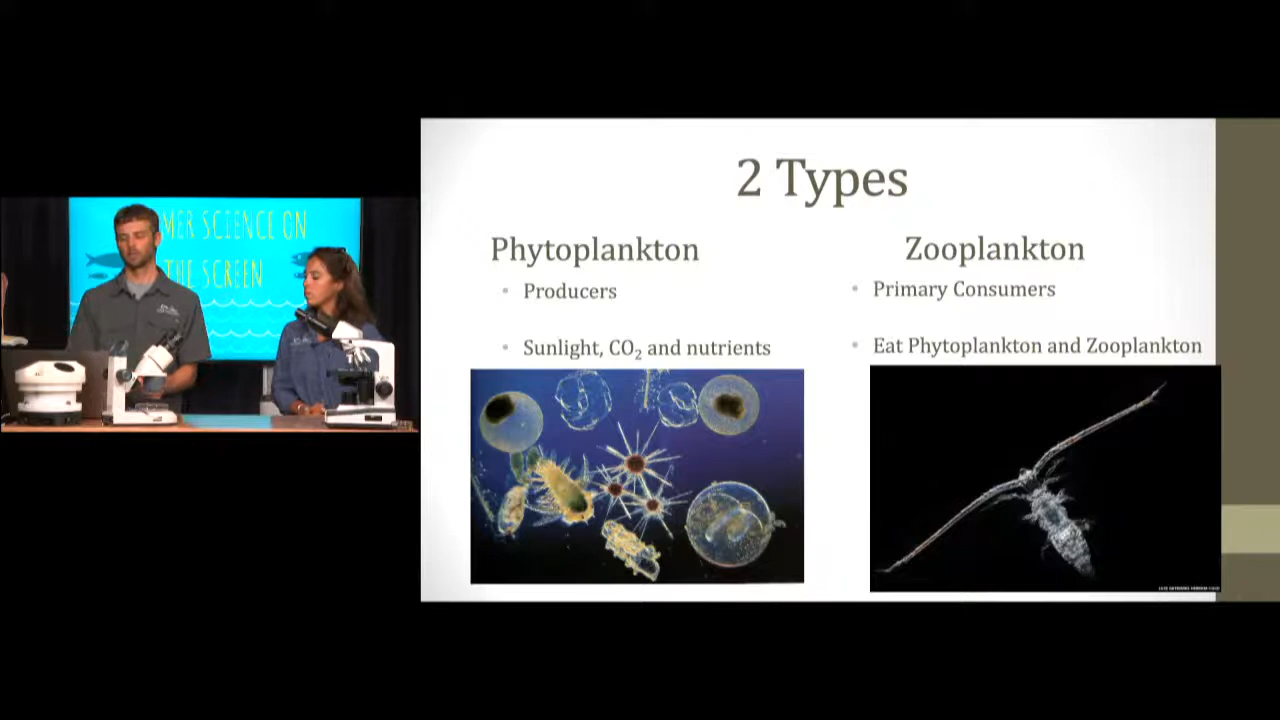 MER SCIENCE ON
THE SCREEN
2 Types
Phytoplankton
Producers
Sunlight, CO₂ and nutrients
Zooplankton
Primary Consumers
Eat Phytoplankton and Zooplankton